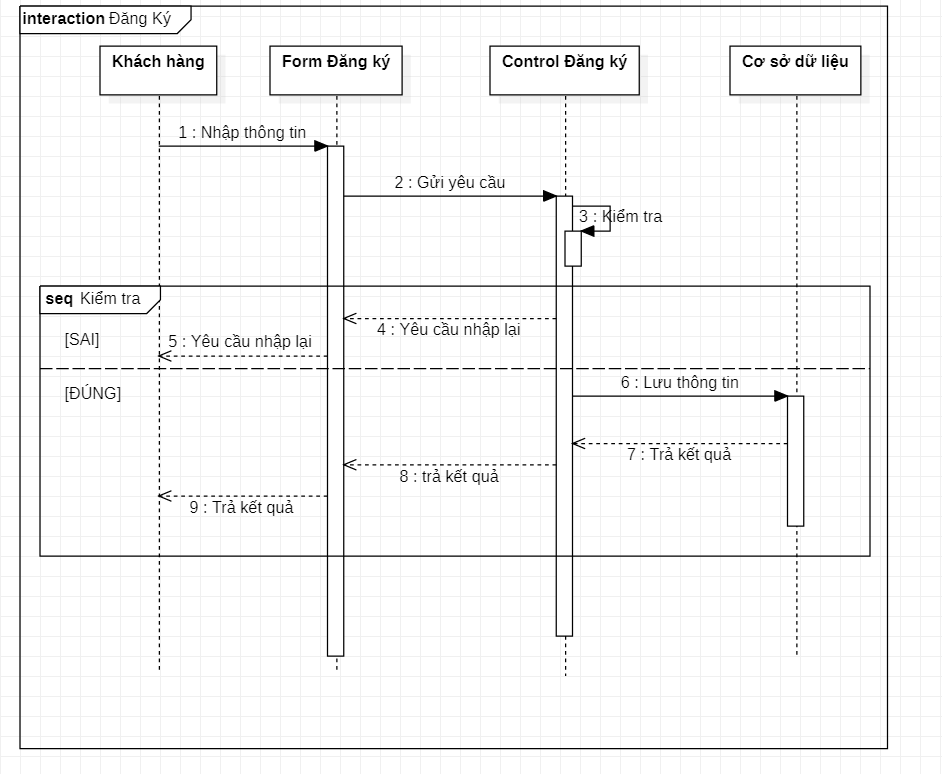 interaction Đăng Ký
Khách hàng
Form Đăng ký
Control Đăng ký
Cơ sở dữ liệu
1 : Nhập thông tin
2 : Gửi yêu cầu
3 : Kiểm tra
seq Kiểm tra
4 : Yêu cầu nhập lại
[SAI]
5 : Yêu cầu nhập lại
6 : Lưu thông tin
[ĐÚNG]
7 : Trả kết quả
8 : trả kết quả
9 : Trả kết quả